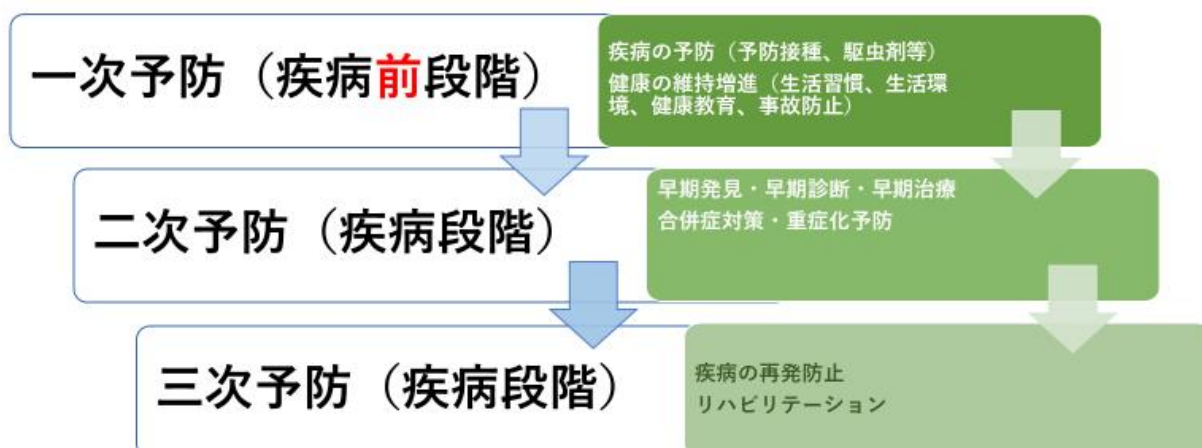 一次予防（疾病前段階）
疾病の予防（予防接種、駆虫剤等）
健康の維持増進（生活習慣、生活環
境、健康教育、事故防止）
二次予防（疾病段階）
早期発見・早期診断・早期治療
合併症対策・重症化予防
三次予防（疾病段階）
疾病の再発防止
リハビリテーション